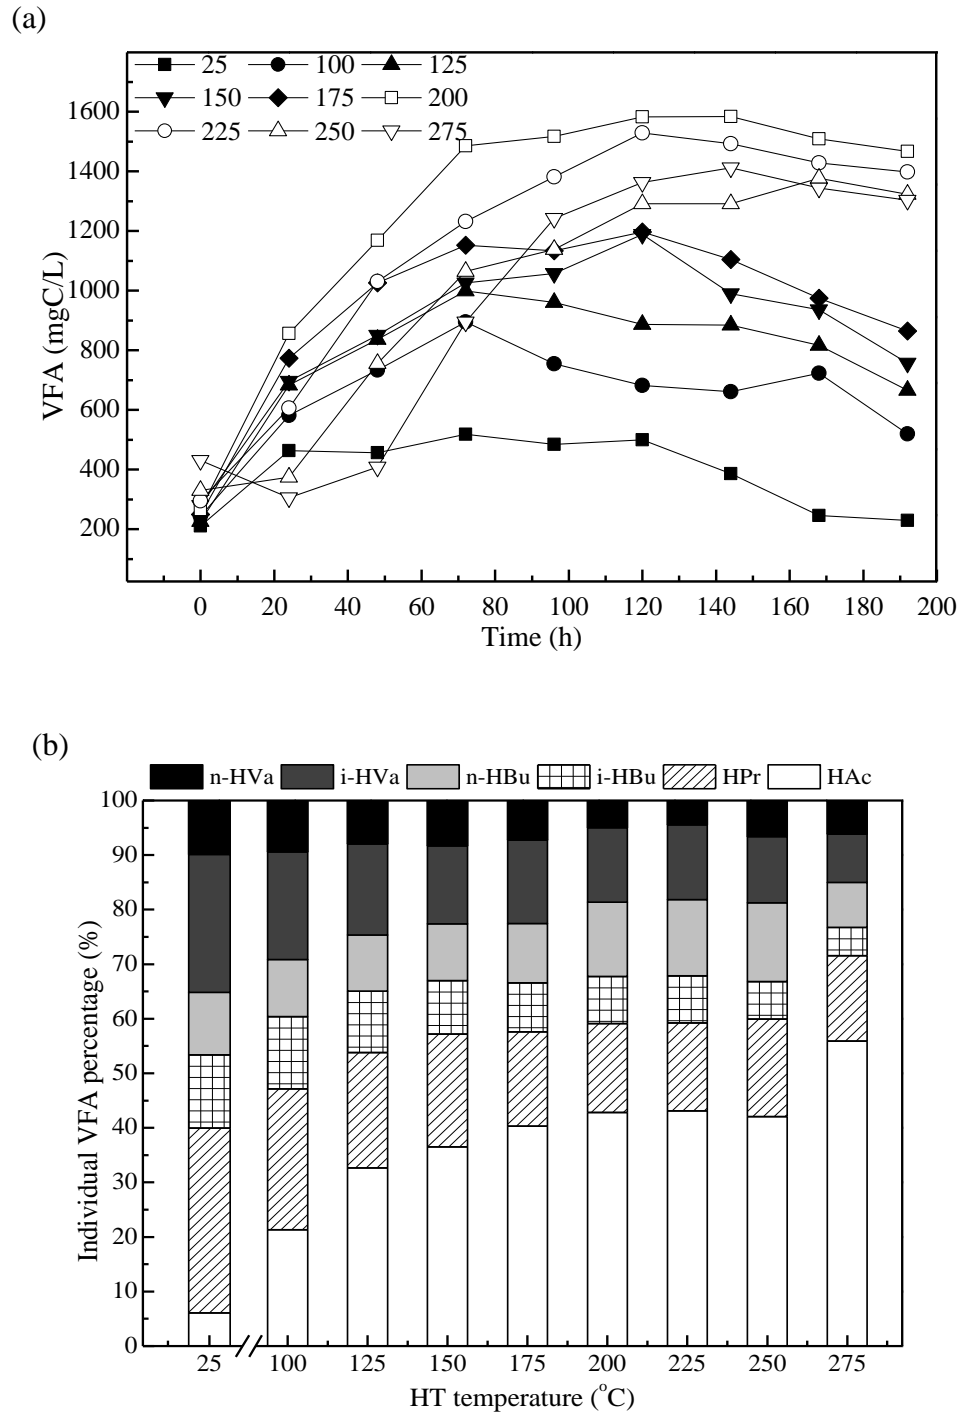 (a)
25 100 125
150 175 200
225 250 275
1600
1400
1200
1000
800
600
400
200
VFA (mgC/L)
0 20 40 60 80 100 120 140 160 180 200
Time (h)
(b)
n-HVa i-HVa n-HBu i-HBu HPr HAc
100
90
80
70
60
50
40
30
20
10
0
Individual VFA percentage (%)
25 100 125 150 175 200 225 250 275
HT temperature (°C)